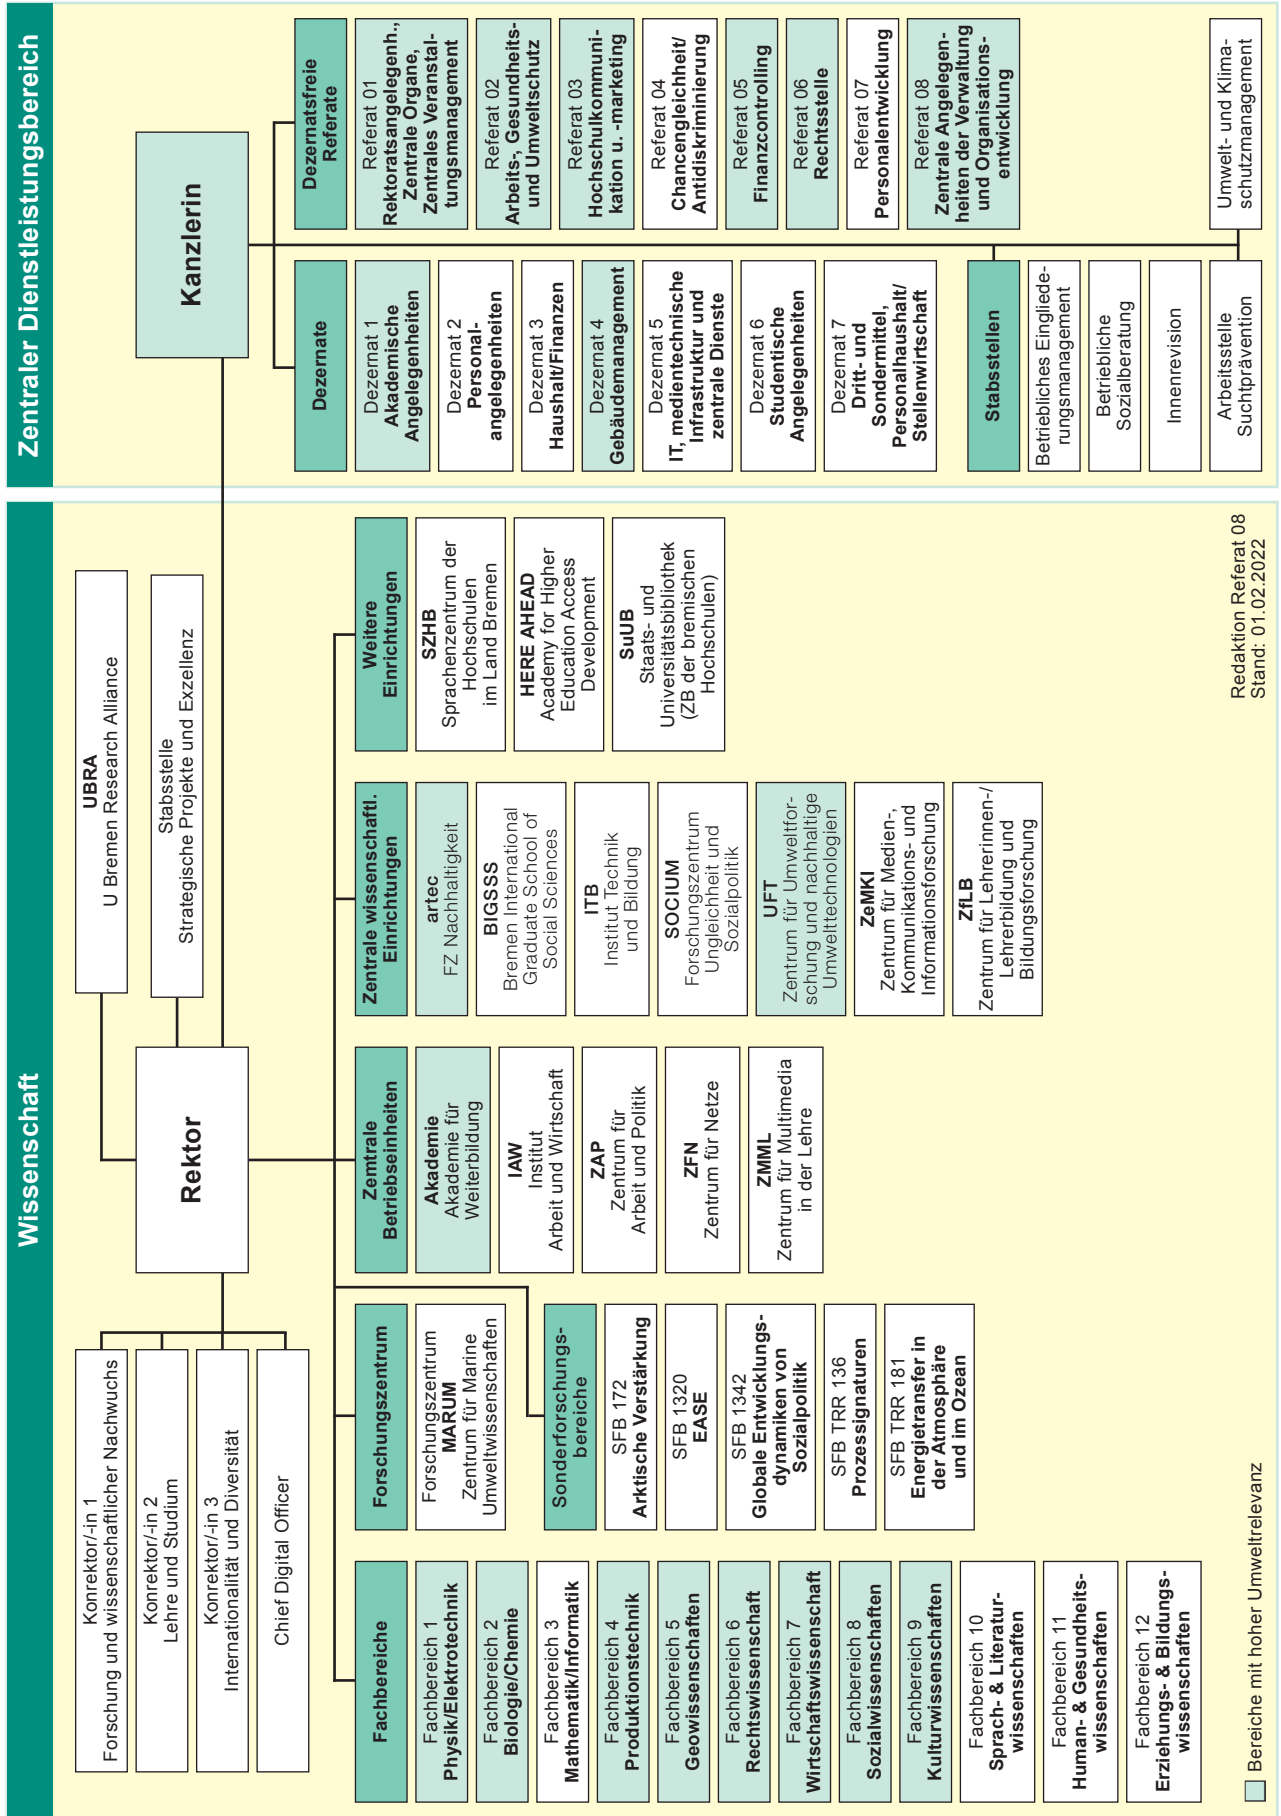 Wissenschaft
Zentraler Dienstleistungsbereich
Konrektor/-in 1
Forschung und wissenschaftlicher Nachwuchs
Konrektor/-in 2
Lehre und Studium
Konrektor/-in 3
Internationalität und Diversität
Chief Digital Officer
Rektor
UBRA
U Bremen Research Alliance
Stabsstelle
Strategische Projekte und Exzellenz
Kanzlerin
Fachbereiche
Fachbereich 1
Physik/Elektrotechnik
Fachbereich 2
Biologie/Chemie
Fachbereich 3
Mathematik/Informatik
Fachbereich 4
Produktionstechnik
Fachbereich 5
Geowissenschaften
Fachbereich 6
Rechtswissenschaft
Fachbereich 7
Wirtschaftswissenschaft
Fachbereich 8
Sozialwissenschaften
Fachbereich 9
Kulturwissenschaften
Fachbereich 10
Sprach- & Literatur-
wissenschaften
Fachbereich 11
Human- & Gesundheits-
wissenschaften
Fachbereich 12
Erziehungs- & Bildungs-
wissenschaften
Forschungszentrum
Forschungszentrum
MARUM
Zentrum für Marine
Umweltwissenschaften
Sonderforschungs-
bereiche
SFB 172
Arktische Verstärkung
SFB 1320
EASE
SFB 1342
Globale Entwicklungs-
dynamiken von
Sozialpolitik
SFB TRR 136
Prozessignaturen
SFB TRR 181
Energietransfer in
der Atmosphäre
und im Ozean
Zemtrale
Betriebseinheiten
Akademie
Akademie für
Weiterbildung
IAW
Institut
Arbeit und Wirtschaft
ZAP
Zentrum für
Arbeit und Politik
ZFN
Zentrum für Netze
ZMML
Zentrum für Multimedia
in der Lehre
Zentrale wissenschaftl.
Einrichtungen
artec
FZ Nachhaltigkeit
BIGSSS
Bremen International
Graduate School of
Social Sciences
ITB
Institut Technik
und Bildung
SOCIUM
Forschungszentrum
Ungleichheit und
Sozialpolitik
UFT
Zentrum für Umweltfor-
schung und nachhaltige
Umwelttechnologien
ZeMKI
Zentrum für Medien-,
Kommunikations- und
Informationsforschung
ZfLB
Zentrum für Lehrerinnen-/
Lehrerbildung und
Bildungsforschung
Weitere
Einrichtungen
SZHB
Sprachenzentrum der
Hochschulen
im Land Bremen
HERE AHEAD
Academy for Higher
Education Access
Development
SuUB
Staats- und
Universitätsbibliothek
(ZB der bremischen
Hochschulen)
Dezernate
Dezernat 1
Akademische
Angelegenheiten
Dezernat 2
Personal-
angelegenheiten
Dezernat 3
Haushalt/Finanzen
Dezernat 4
Gebäudemanagement
Dezernat 5
IT, medientechnische
Infrastruktur und
zentrale Dienste
Dezernat 6
Studentische
Angelegenheiten
Dezernat 7
Dritt- und
Sondermittel,
Personalhaushalt/
Stellenwirtschaft
Stabsstellen
Betriebliches Eingliede-
rungsmanagement
Betriebliche
Sozialberatung
Innenrevision
Arbeitsstelle
Suchtprävention
Dezernatsfreie
Referate
Referat 01
Rektoratsangelegenh.,
Zentrale Organe,
Zentrales Veranstal-
tungsmanagement
Referat 02
Arbeits-, Gesundheits-
und Umweltschutz
Referat 03
Hochschulkommuni-
kation u. -marketing
Referat 04
Chancengleichheit/
Antidiskriminierung
Referat 05
Finanzcontrolling
Referat 06
Rechtsstelle
Referat 07
Personalentwicklung
Referat 08
Zentrale Angelegen-
heiten der Verwaltung
und Organisations-
entwicklung
Umwelt- und Klima-
schutzmanagement
Bereiche mit hoher Umweltrelevanz
Redaktion Referat 08
Stand: 01.02.2022